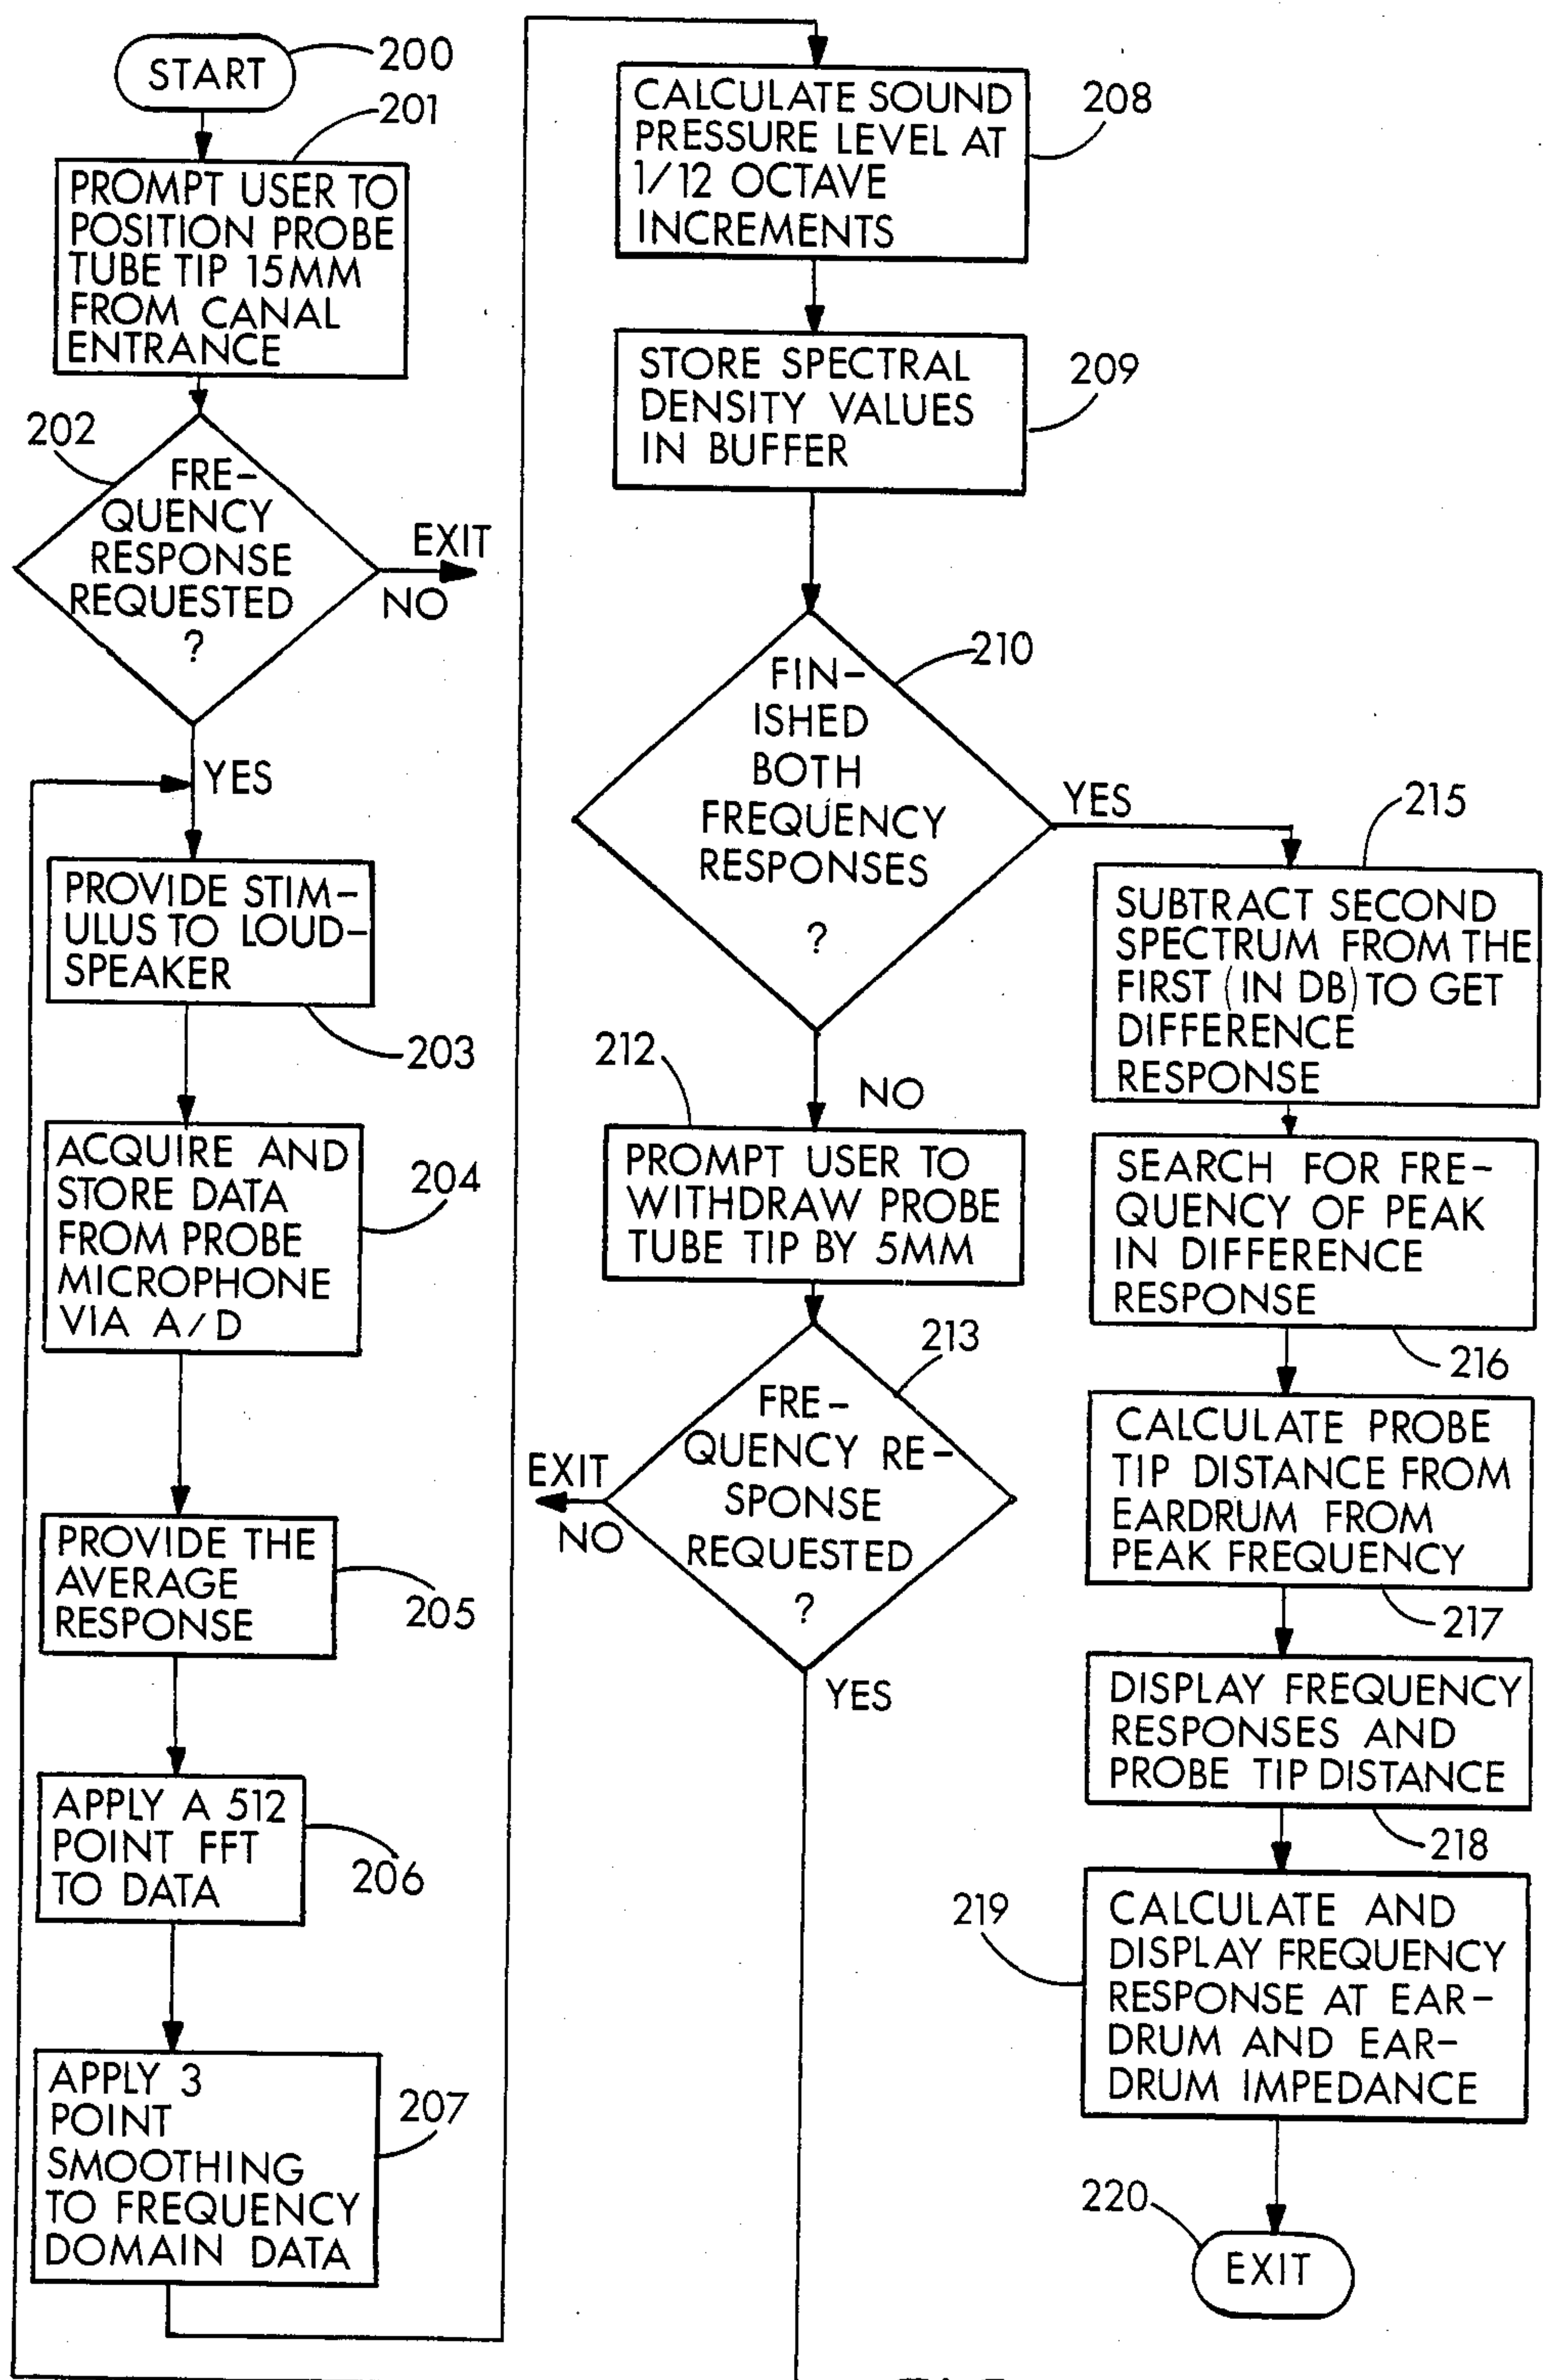 START
200
201
PROMPT USER TO
POSITION PROBE
TUBE TIP 15MM
FROM CANAL
ENTRANCE
202
FRE-
QUENCY
RESPONSE
REQUESTED
?
EXIT
NO
YES
PROVIDE STIM-
ULUS TO LOUD-
SPEAKER
203
ACQUIRE AND
STORE DATA
FROM PROBE
MICROPHONE
VIA A/D
204
PROVIDE THE
AVERAGE
RESPONSE
205
APPLY A 512
POINT FFT
TO DATA
206
APPLY 3
POINT
SMOOTHING
TO FREQUENCY
DOMAIN DATA
207
CALCULATE SOUND
PRESSURE LEVEL AT
1/12 OCTAVE
INCREMENTS
208
STORE SPECTRAL
DENSITY VALUES
IN BUFFER
209
FIN-
ISHED
BOTH
FREQUENCY
RESPONSES
?
210
YES
NO
212
PROMPT USER TO
WITHDRAW PROBE
TUBE TIP BY 5MM
213
FRE-
QUENCY RE-
SPONSE
REQUESTED
?
EXIT
NO
YES
215
SUBTRACT SECOND
SPECTRUM FROM THE
FIRST (IN DB) TO GET
DIFFERENCE
RESPONSE
SEARCH FOR FRE-
QUENCY OF PEAK
IN DIFFERENCE
RESPONSE
216
CALCULATE PROBE
TIP DISTANCE FROM
EARDRUM FROM
PEAK FREQUENCY
217
DISPLAY FREQUENCY
RESPONSES AND
PROBE TIP DISTANCE
218
219
CALCULATE AND
DISPLAY FREQUENCY
RESPONSE AT EAR-
DRUM AND EAR-
DRUM IMPEDANCE
220
EXIT